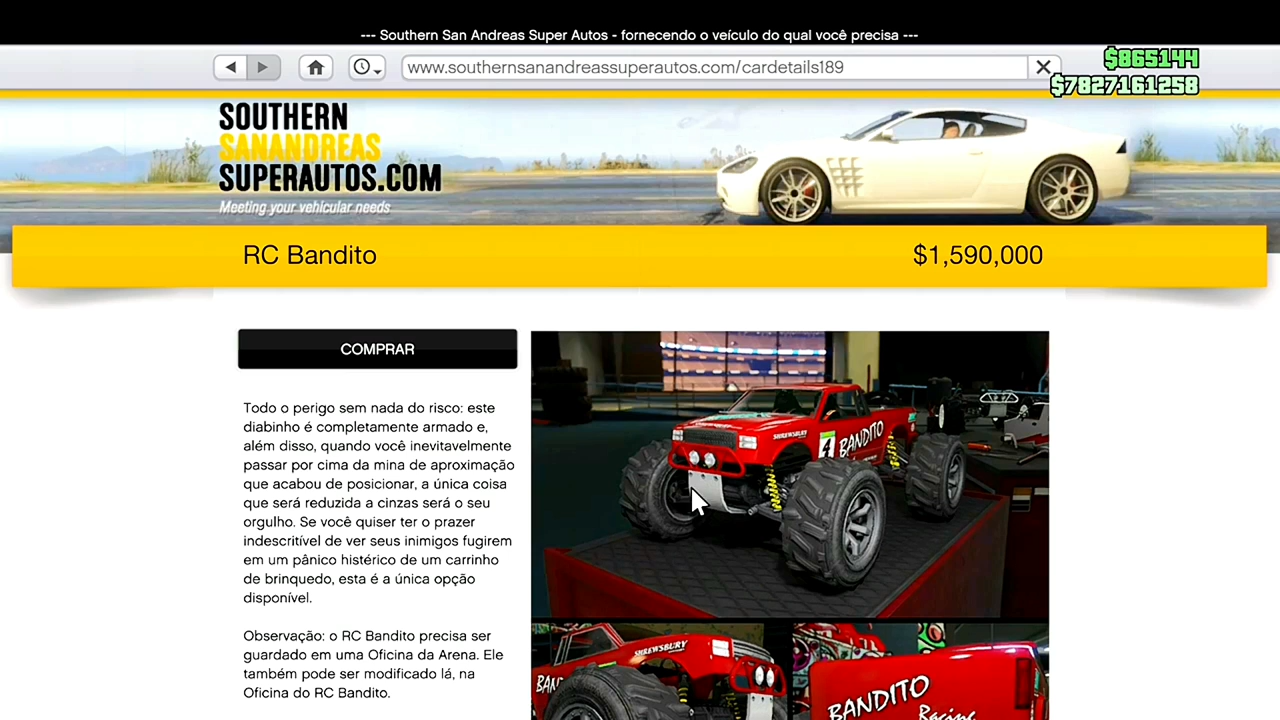 --- Southern San Andreas Super Autos - fornecendo o veículo do qual você precisa ---
www.southernsanandreassuperautos.com/cardetails189
$865144
$7827161258
SOUTHERN
SANANDREAS
SUPERAUTOS.COM
Meeting your vehicular needs
RC Bandito
$1,590,000
COMPRAR
Todo o perigo sem nada do risco: este
diabinho é completamente armado e,
além disso, quando você inevitavelmente
passar por cima da mina de aproximação
que acabou de posicionar, a única coisa
que será reduzida a cinzas será o seu
orgulho. Se você quiser ter o prazer
indescritível de ver seus inimigos fugirem
em um pânico histérico de um carrinho
de brinquedo, esta é a única opção
disponível.
Observação: o RC Bandito precisa ser
guardado em uma Oficina da Arena. Ele
também pode ser modificado lá, na
Oficina do RC Bandito.
SHREWSBURY
4
BANDITO
SHREWSBURY
BAN
BANDITO
Racing